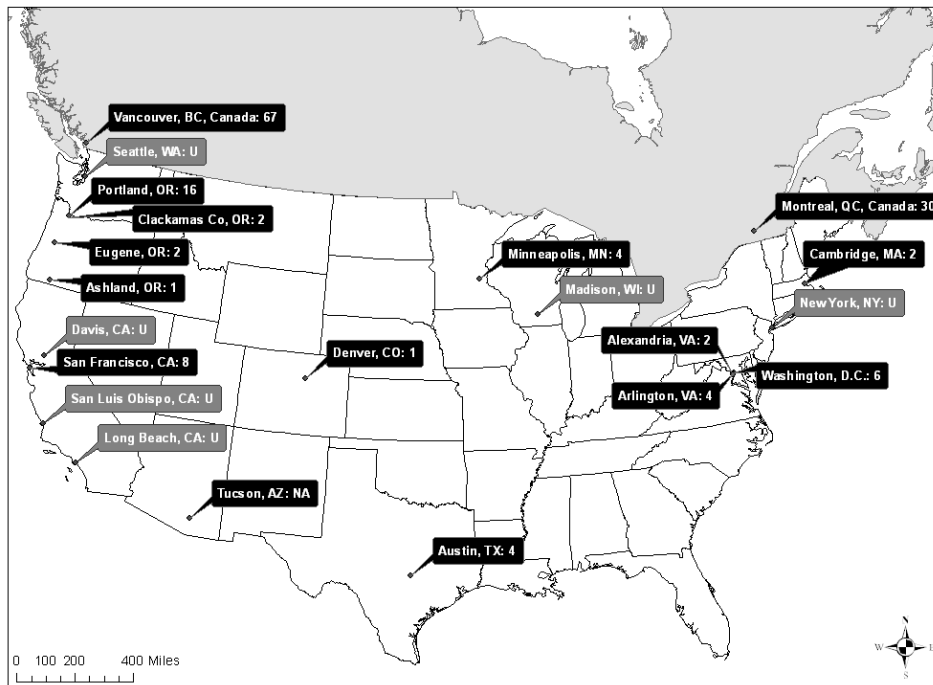 Vancouver, BC, Canada: 67
Seattle, WA: U
Portland, OR: 16
Clackamas Co, OR: 2
Montreal, QC, Canada: 30
Eugene, OR: 2
Minneapolis, MN: 4
Cambridge, MA: 2
Ashland, OR: 1
Madison, WI: U
New York, NY: U
Davis, CA: U
Alexandria, VA: 2
San Francisco, CA: 8
Denver, CO: 1
Washington, D.C.: 6
San Luis Obispo, CA: U
Arlington, VA: 4
Long Beach, CA: U
Tucson, AZ: NA
Austin, TX: 4
N
W E
S
0 100 200 400 Miles